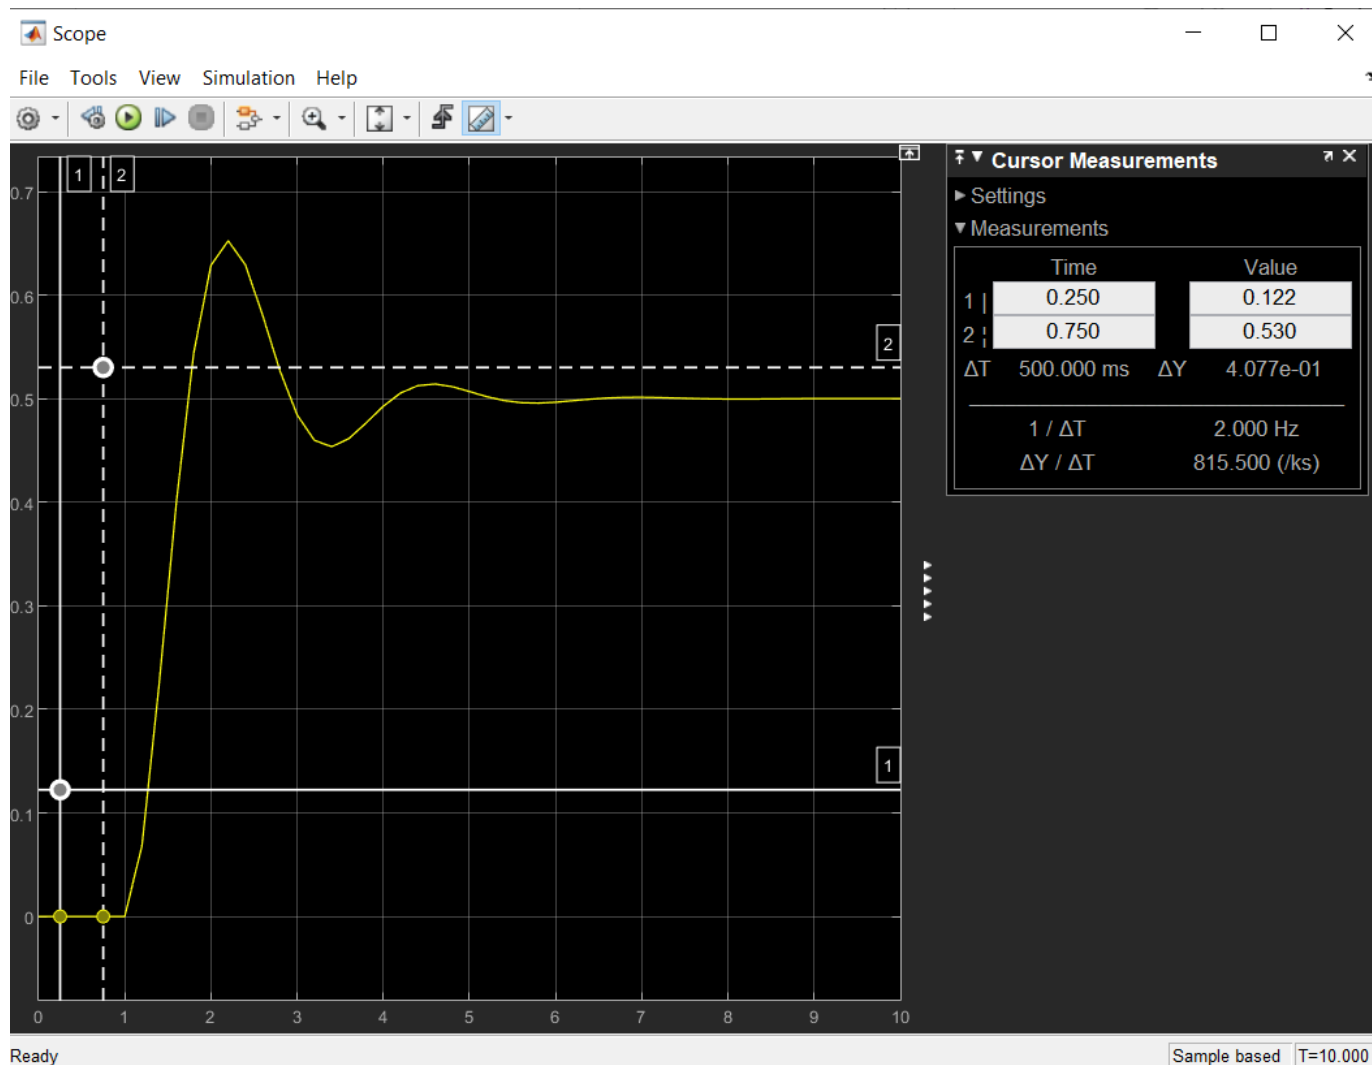 Scope
File Tools View Simulation Help
1 2
0.7
0.6
0.5
0.4
0.3
0.2
0.1
0
2
1
0 1 2 3 4 5 6 7 8 9 10
Cursor Measurements
Settings
Measurements
Time Value
1 | 0.250 0.122
2 ¦ 0.750 0.530
ΔT 500.000 ms ΔY 4.077e-01
1 / ΔT 2.000 Hz
ΔY / ΔT 815.500 (/ks)
Ready Sample based T=10.000